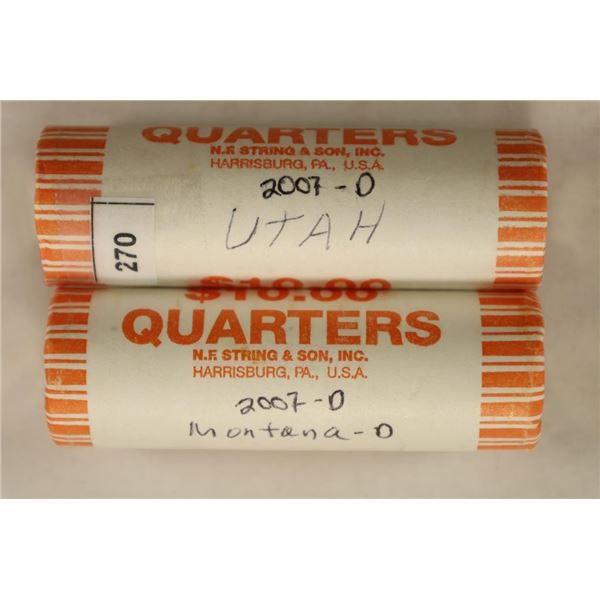 QUARTERS
N.F. STRING & SON, INC.
HARRISBURG, PA., U.S.A.
2007-D
UTAH
270
$10.00
QUARTERS
N.F. STRING & SON, INC.
HARRISBURG, PA., U.S.A.
2007-D
Montana-D